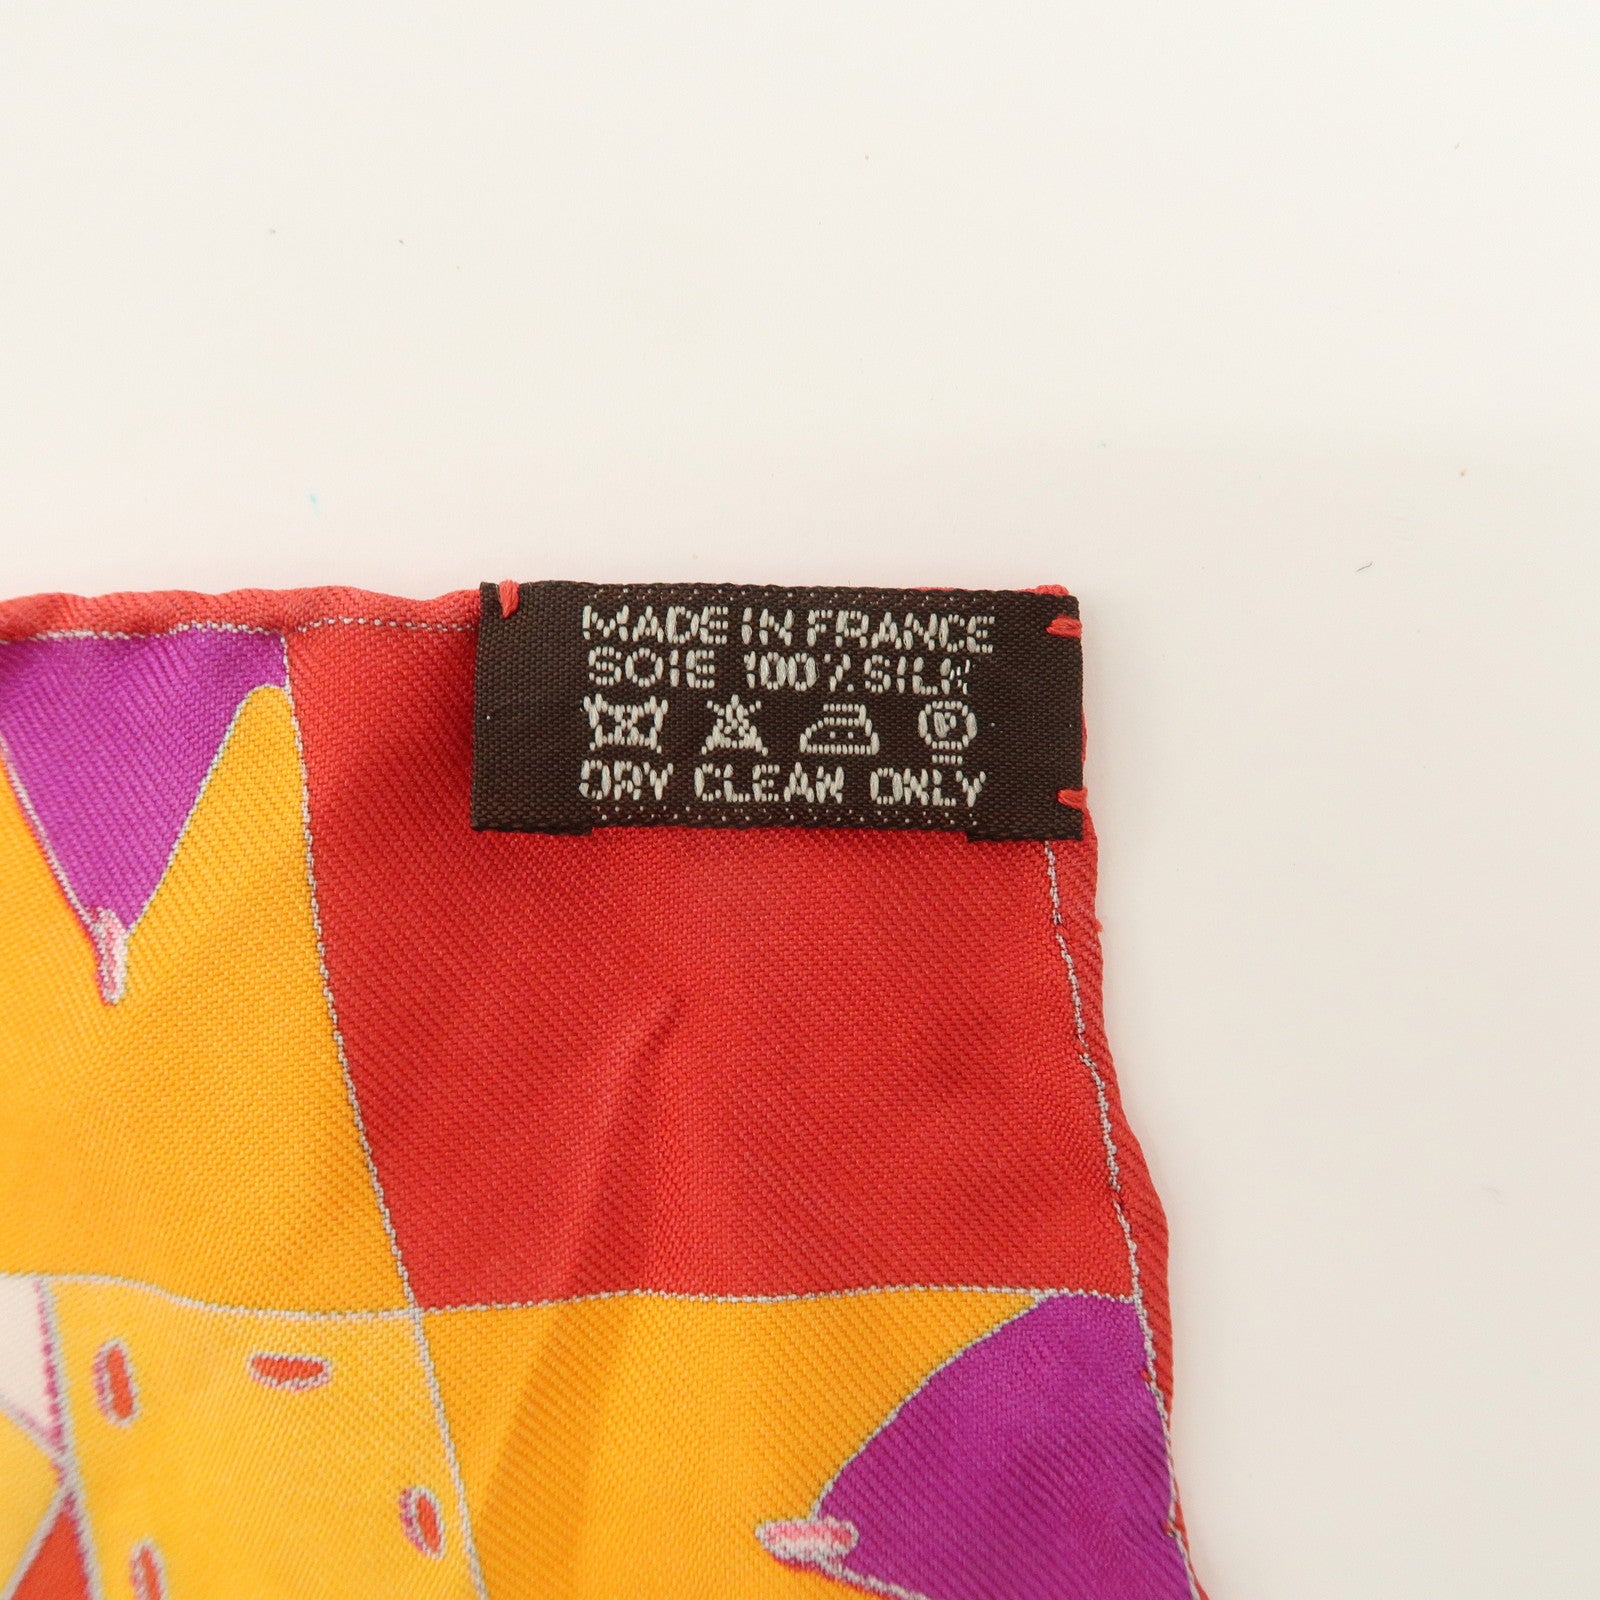 MADE IN FRANCE
SOIE 100% SILK
P
DRY CLEAN ONLY